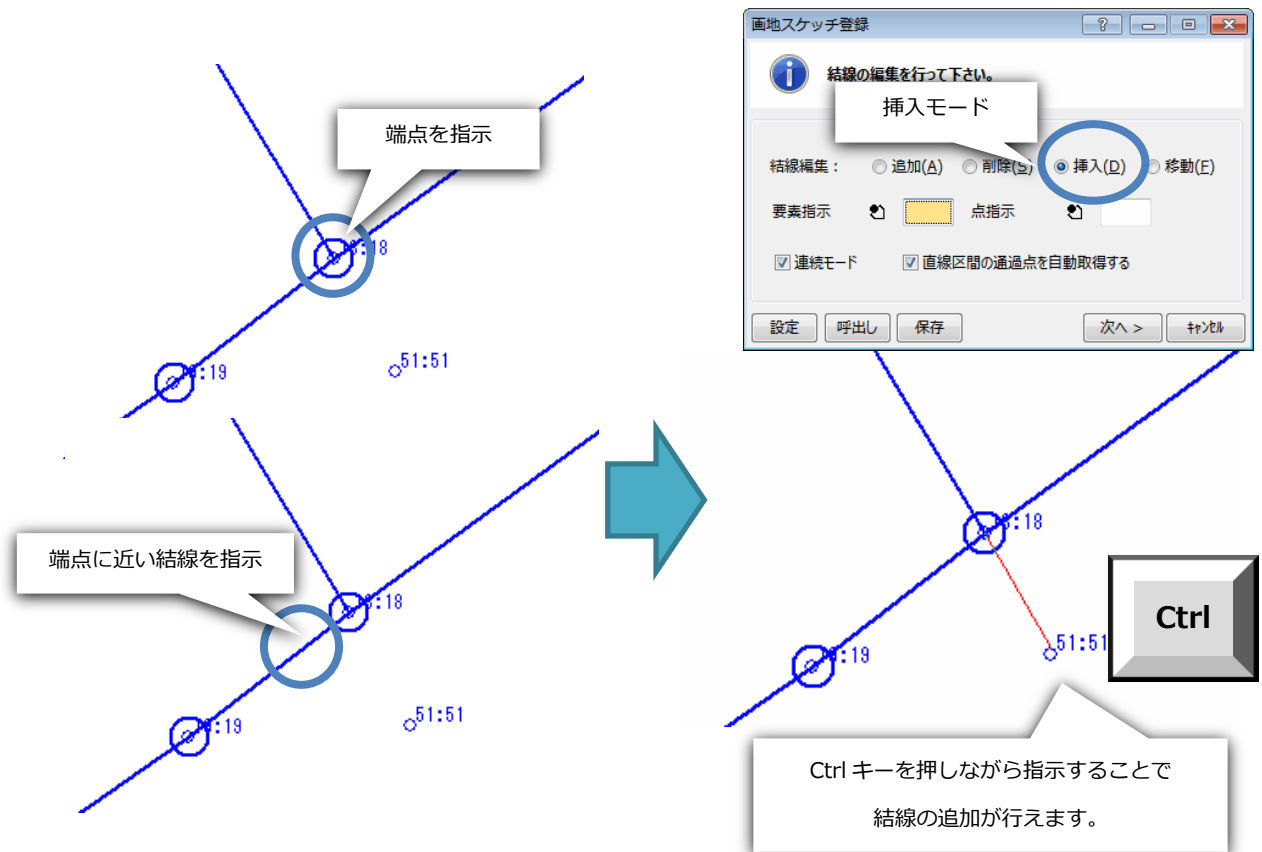 画地スケッチ登録
結線の編集を行って下さい。
挿入モード
結線編集： 追加(A) 削除(S) 挿入(D) 移動(F)
要素指示 点指示
連続モード 直線区間の通過点を自動取得する
設定 呼出し 保存 次へ > ｷｬﾝｾﾙ
端点を指示
:18
:19
51:51
端点に近い結線を指示
:18
:19
51:51
:18
:19
51:51
Ctrl
Ctrl キーを押しながら指示することで
結線の追加が行えます。